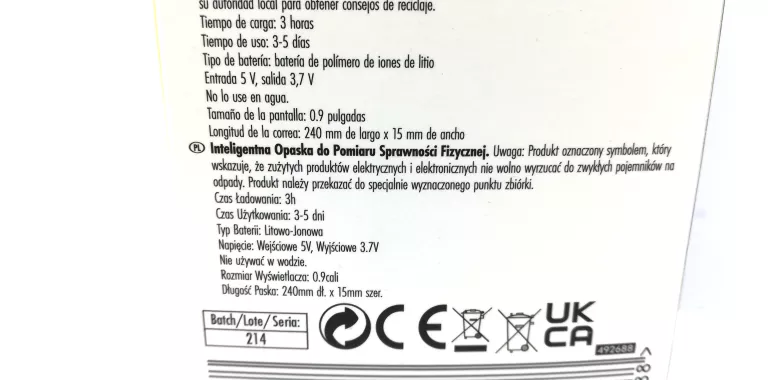 su autoridad local para obtener consejos de reciclaje.
Tiempo de carga: 3 horas
Tiempo de uso: 3-5 días
Tipo de batería: batería de polímero de iones de litio
Entrada 5 V, salida 3,7 V
No lo use en agua.
Tamaño de la pantalla: 0.9 pulgadas
Longitud de la correa: 240 mm de largo x 15 mm de ancho
PL Inteligentna Opaska do Pomiaru Sprawności Fizycznej. Uwaga: Produkt oznaczony symbolem, który
wskazuje, że zużytych produktów elektrycznych i elektronicznych nie wolno wyrzucać do zwykłych pojemników na
odpady. Produkt należy przekazać do specjalnie wyznaczonego punktu zbiórki.
Czas Ładowania: 3h
Czas Użytkowania: 3-5 dni
Typ Baterii: Litowo-Jonowa
Napięcie: Wejściowe 5V, Wyjściowe 3.7V
Nie używać w wodzie.
Rozmiar Wyświetlacza: 0.9cali
Długość Paska: 240mm dł. x 15mm szer.
Batch/Lote/Seria:
214
CE
UK
CA
492688